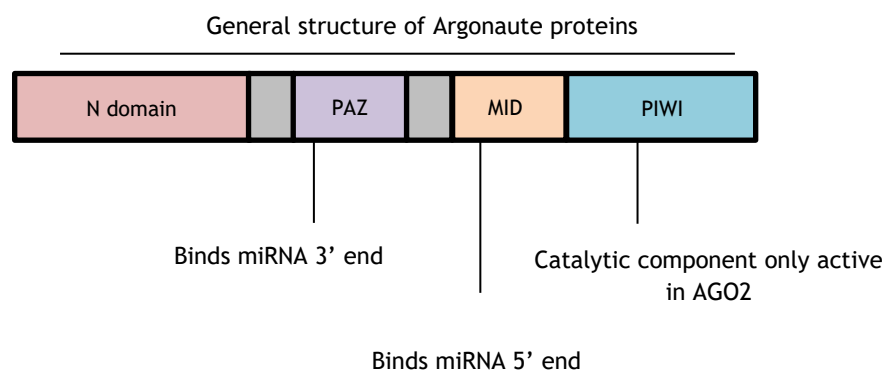 General structure of Argonaute proteins
N domain
PAZ
MID
PIWI
Binds miRNA 3’ end
Catalytic component only active
in AGO2
Binds miRNA 5’ end